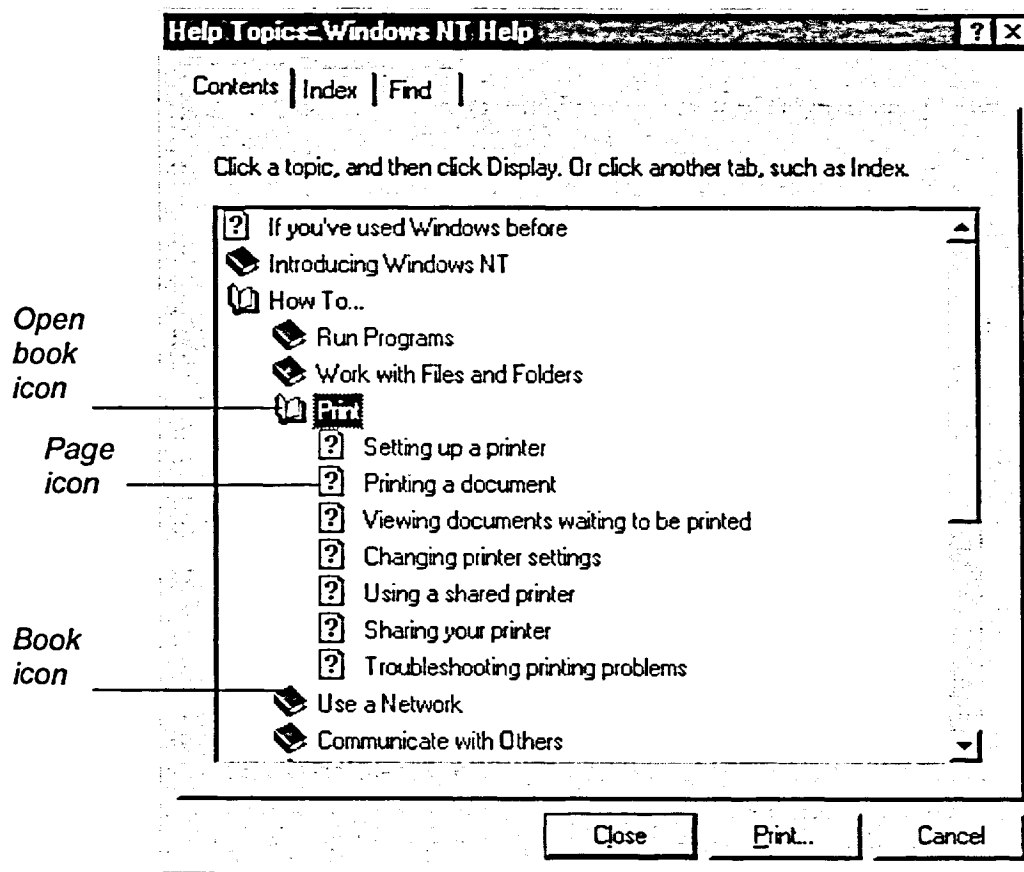 Help Topics: Windows NT Help
Contents Index Find
Click a topic, and then click Display. Or click another tab, such as Index.
If you've used Windows before
Introducing Windows NT
How To...
Run Programs
Work with Files and Folders
Print
Setting up a printer
Printing a document
Viewing documents waiting to be printed
Changing printer settings
Using a shared printer
Sharing your printer
Troubleshooting printing problems
Use a Network
Communicate with Others
Close Print... Cancel
Open
book
icon
Page
icon
Book
icon